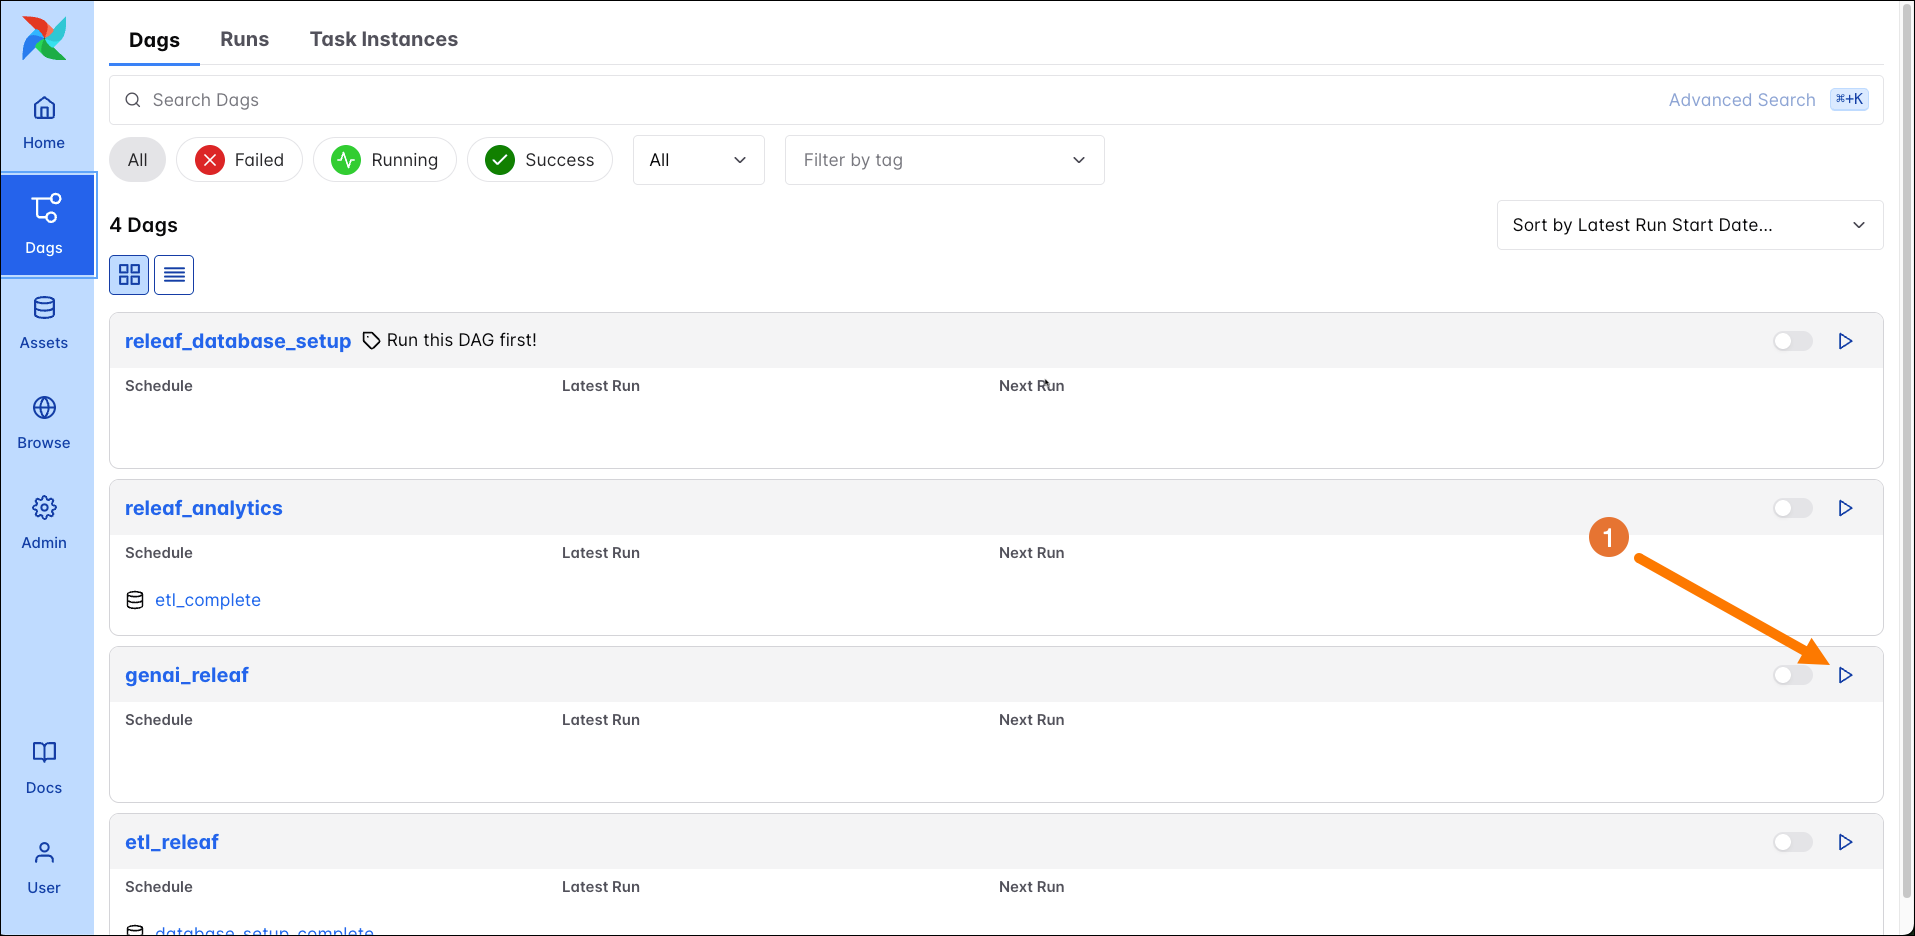 Dags Runs Task Instances
Search Dags Advanced Search ⌘+K
Home
All Failed Running Success All Filter by tag
Dags
4 Dags Sort by Latest Run Start Date...
Assets
releaf_database_setup Run this DAG first!
Schedule Latest Run Next Run
Browse
releaf_analytics
Admin
1
Schedule Latest Run Next Run
etl_complete
genai_releaf
Schedule Latest Run Next Run
Docs
etl_releaf
User
Schedule Latest Run Next Run
database_setup_complete